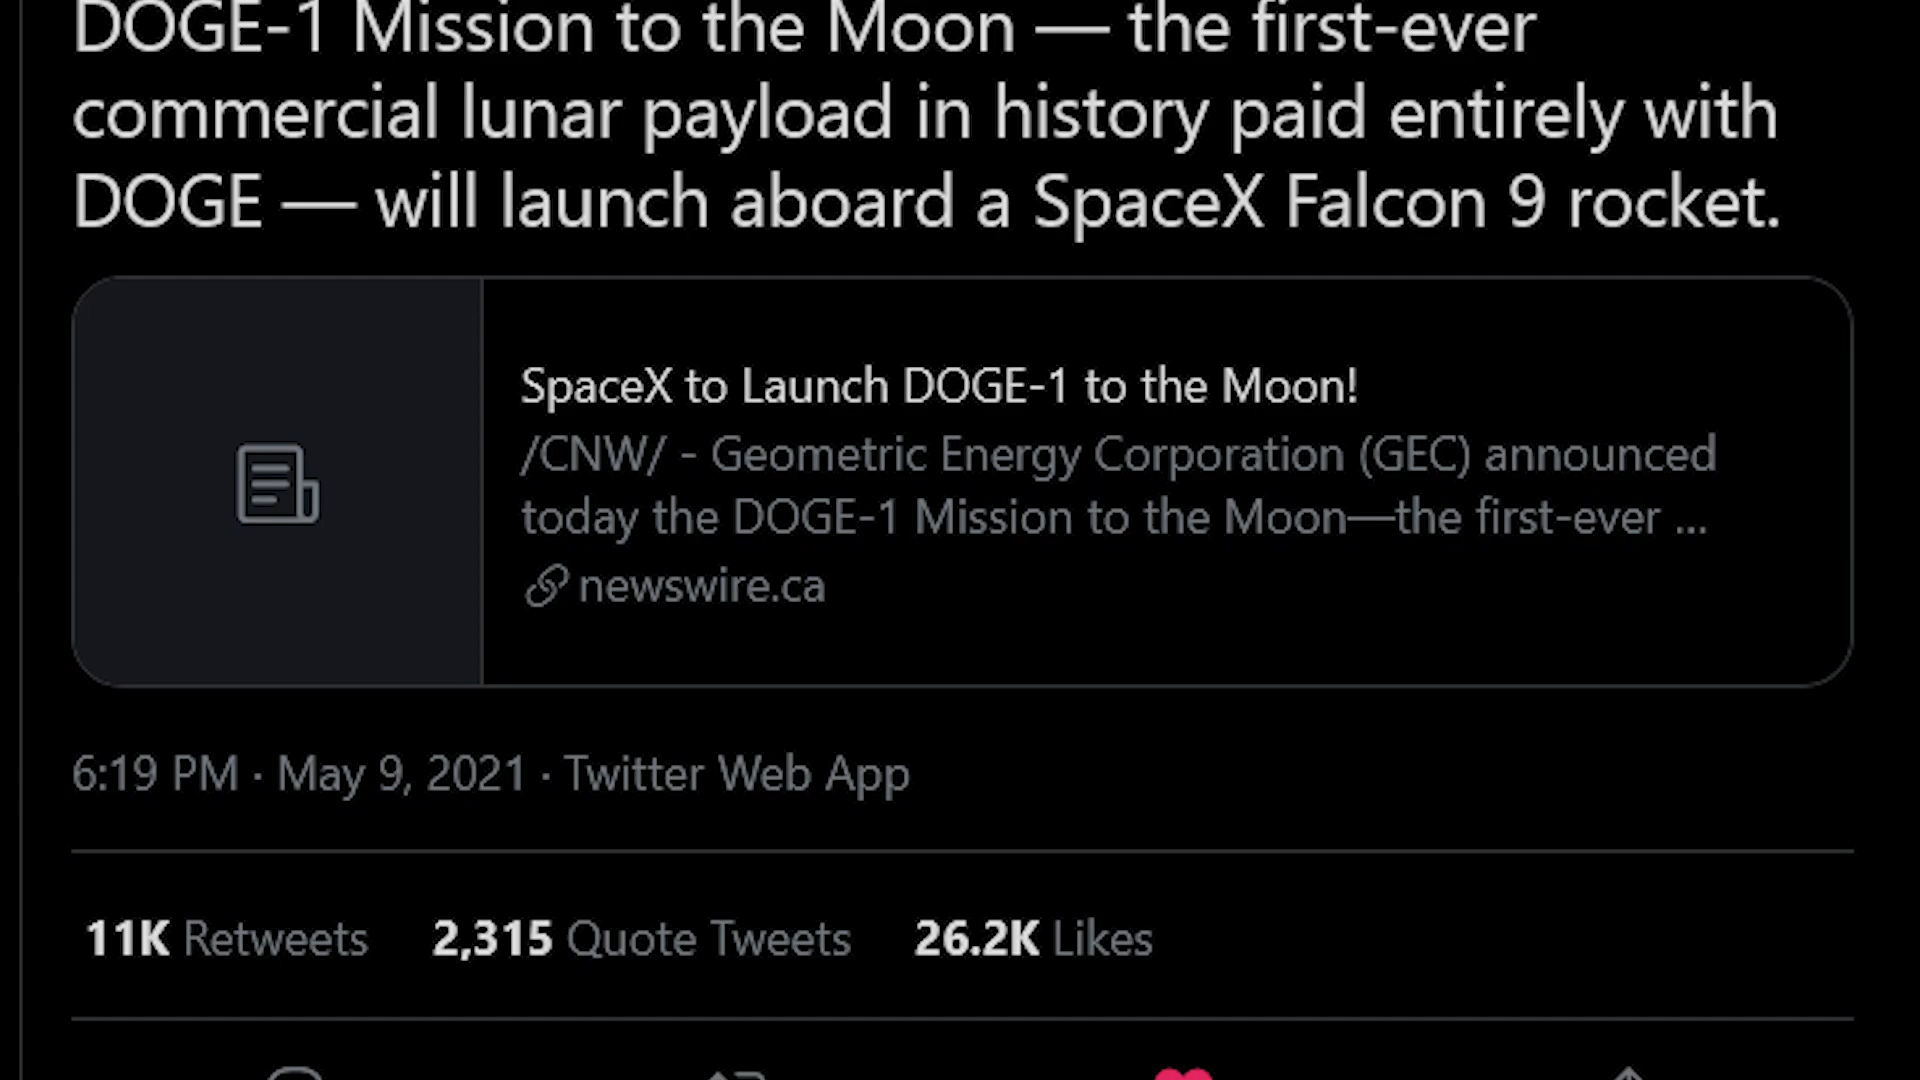 DOGE-1 Mission to the Moon — the first-ever
commercial lunar payload in history paid entirely with
DOGE — will launch aboard a SpaceX Falcon 9 rocket.
SpaceX to Launch DOGE-1 to the Moon!
/CNW/ - Geometric Energy Corporation (GEC) announced
today the DOGE-1 Mission to the Moon—the first-ever ...
newswire.ca
6:19 PM · May 9, 2021 · Twitter Web App
11K Retweets 2,315 Quote Tweets 26.2K Likes